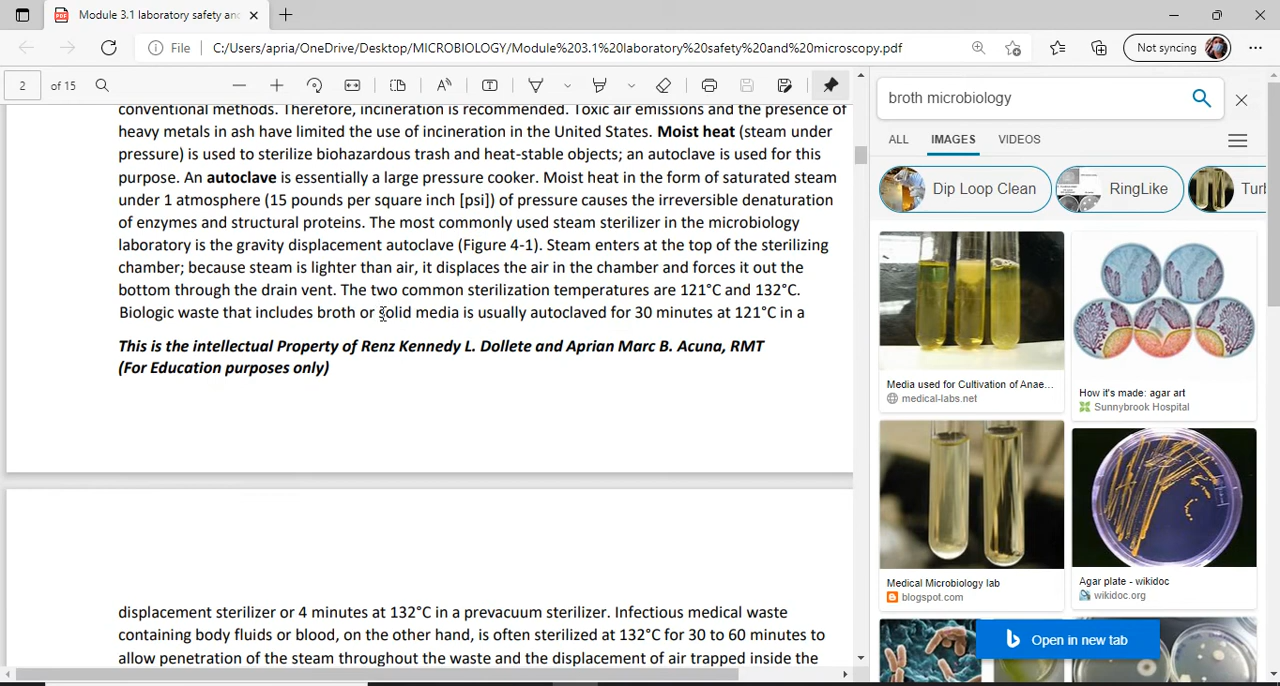 Module 3.1 laboratory safety and
File
C:/Users/apria/OneDrive/Desktop/MICROBIOLOGY/Module%203.1%20laboratory%20safety%20and%20microscopy.pdf
Not syncing
2 of 15
conventional methods. Therefore, incineration is recommended. Toxic air emissions and the presence of
heavy metals in ash have limited the use of incineration in the United States. Moist heat (steam under
pressure) is used to sterilize biohazardous trash and heat-stable objects; an autoclave is used for this
purpose. An autoclave is essentially a large pressure cooker. Moist heat in the form of saturated steam
under 1 atmosphere (15 pounds per square inch [psi]) of pressure causes the irreversible denaturation
of enzymes and structural proteins. The most commonly used steam sterilizer in the microbiology
laboratory is the gravity displacement autoclave (Figure 4-1). Steam enters at the top of the sterilizing
chamber; because steam is lighter than air, it displaces the air in the chamber and forces it out the
bottom through the drain vent. The two common sterilization temperatures are 121°C and 132°C.
Biologic waste that includes broth or solid media is usually autoclaved for 30 minutes at 121°C in a
This is the intellectual Property of Renz Kennedy L. Dollete and Aprian Marc B. Acuna, RMT
(For Education purposes only)
displacement sterilizer or 4 minutes at 132°C in a prevacuum sterilizer. Infectious medical waste
containing body fluids or blood, on the other hand, is often sterilized at 132°C for 30 to 60 minutes to
allow penetration of the steam throughout the waste and the displacement of air trapped inside the
broth microbiology
ALL IMAGES VIDEOS
Dip Loop Clean
RingLike
Turb
Media used for Cultivation of Anae...
medical-labs.net
How it's made: agar art
Sunnybrook Hospital
Medical Microbiology lab
blogspot.com
Agar plate - wikidoc
wikidoc.org
Open in new tab